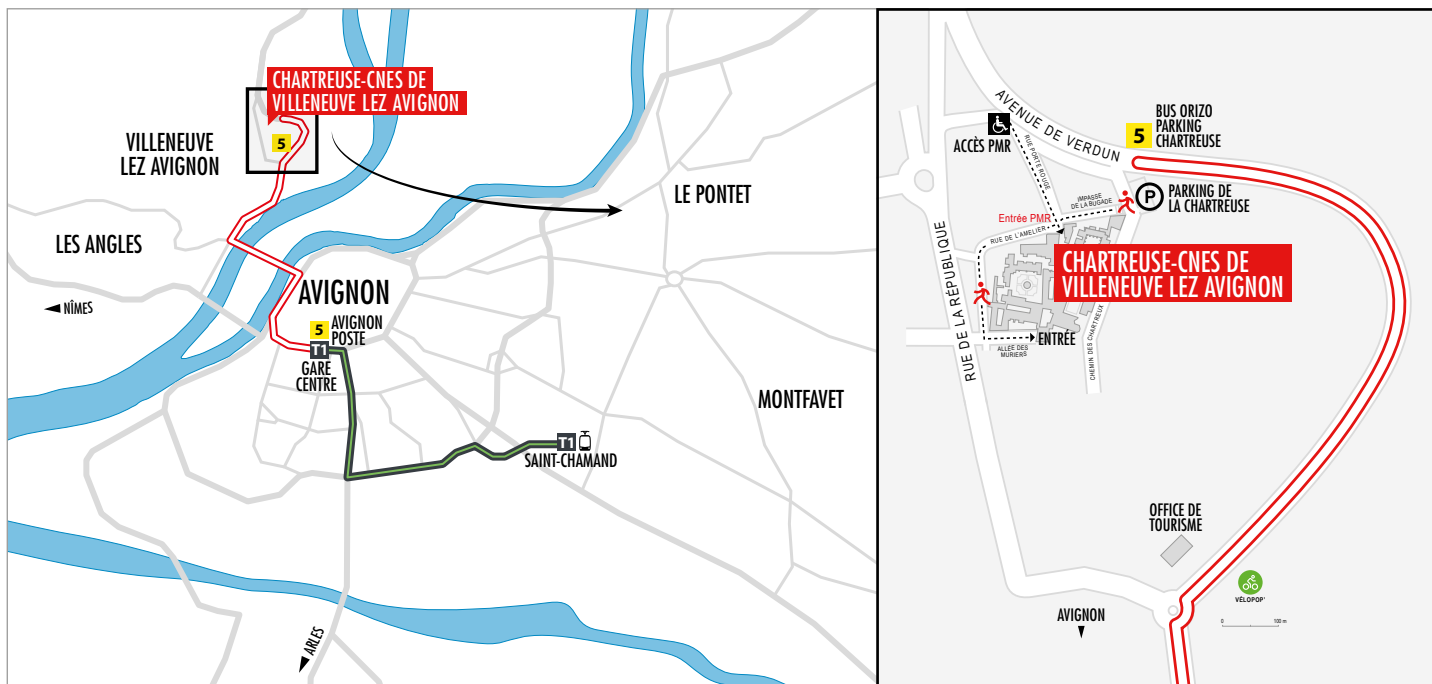 CHARTREUSE-CNES DE
VILLENEUVE LEZ AVIGNON
5
VILLENEUVE
LEZ AVIGNON
LE PONTET
LES ANGLES
NÎMES
AVIGNON
5
AVIGNON
POSTE
T1
GARE
CENTRE
MONTFAVET
T1
SAINT-CHAMAND
ARLES
AVENUE DE VERDUN
5
BUS ORIZO
PARKING
CHARTREUSE
ACCÈS PMR
RUE PORTE ROUGE
IMPASSE
DE LA BUGADE
P
PARKING DE
LA CHARTREUSE
Entrée PMR
RUE DE L'AMELIER
CHARTREUSE-CNES DE
VILLENEUVE LEZ AVIGNON
RUE DE LA RÉPUBLIQUE
ENTRÉE
ALLÉE DES
MURIERS
CHEMIN DES CHARTREUX
OFFICE DE
TOURISME
VÉLOPOP'
AVIGNON
0 100 m